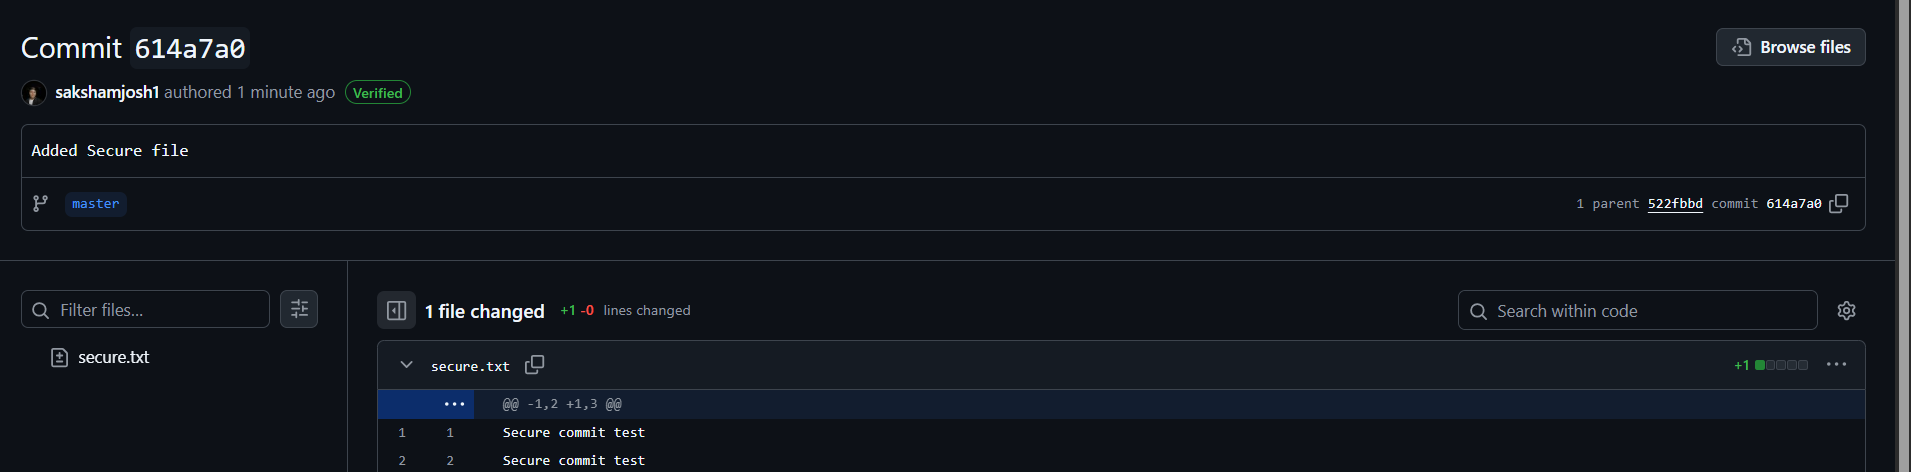 Commit 614a7a0
Browse files
sakshamjosh1 authored 1 minute ago Verified
Added Secure file
master
1 parent 522fbbd commit 614a7a0
Filter files...
1 file changed +1 -0 lines changed
Search within code
secure.txt
secure.txt
+1
@@ -1,2 +1,3 @@
1 1 Secure commit test
2 2 Secure commit test